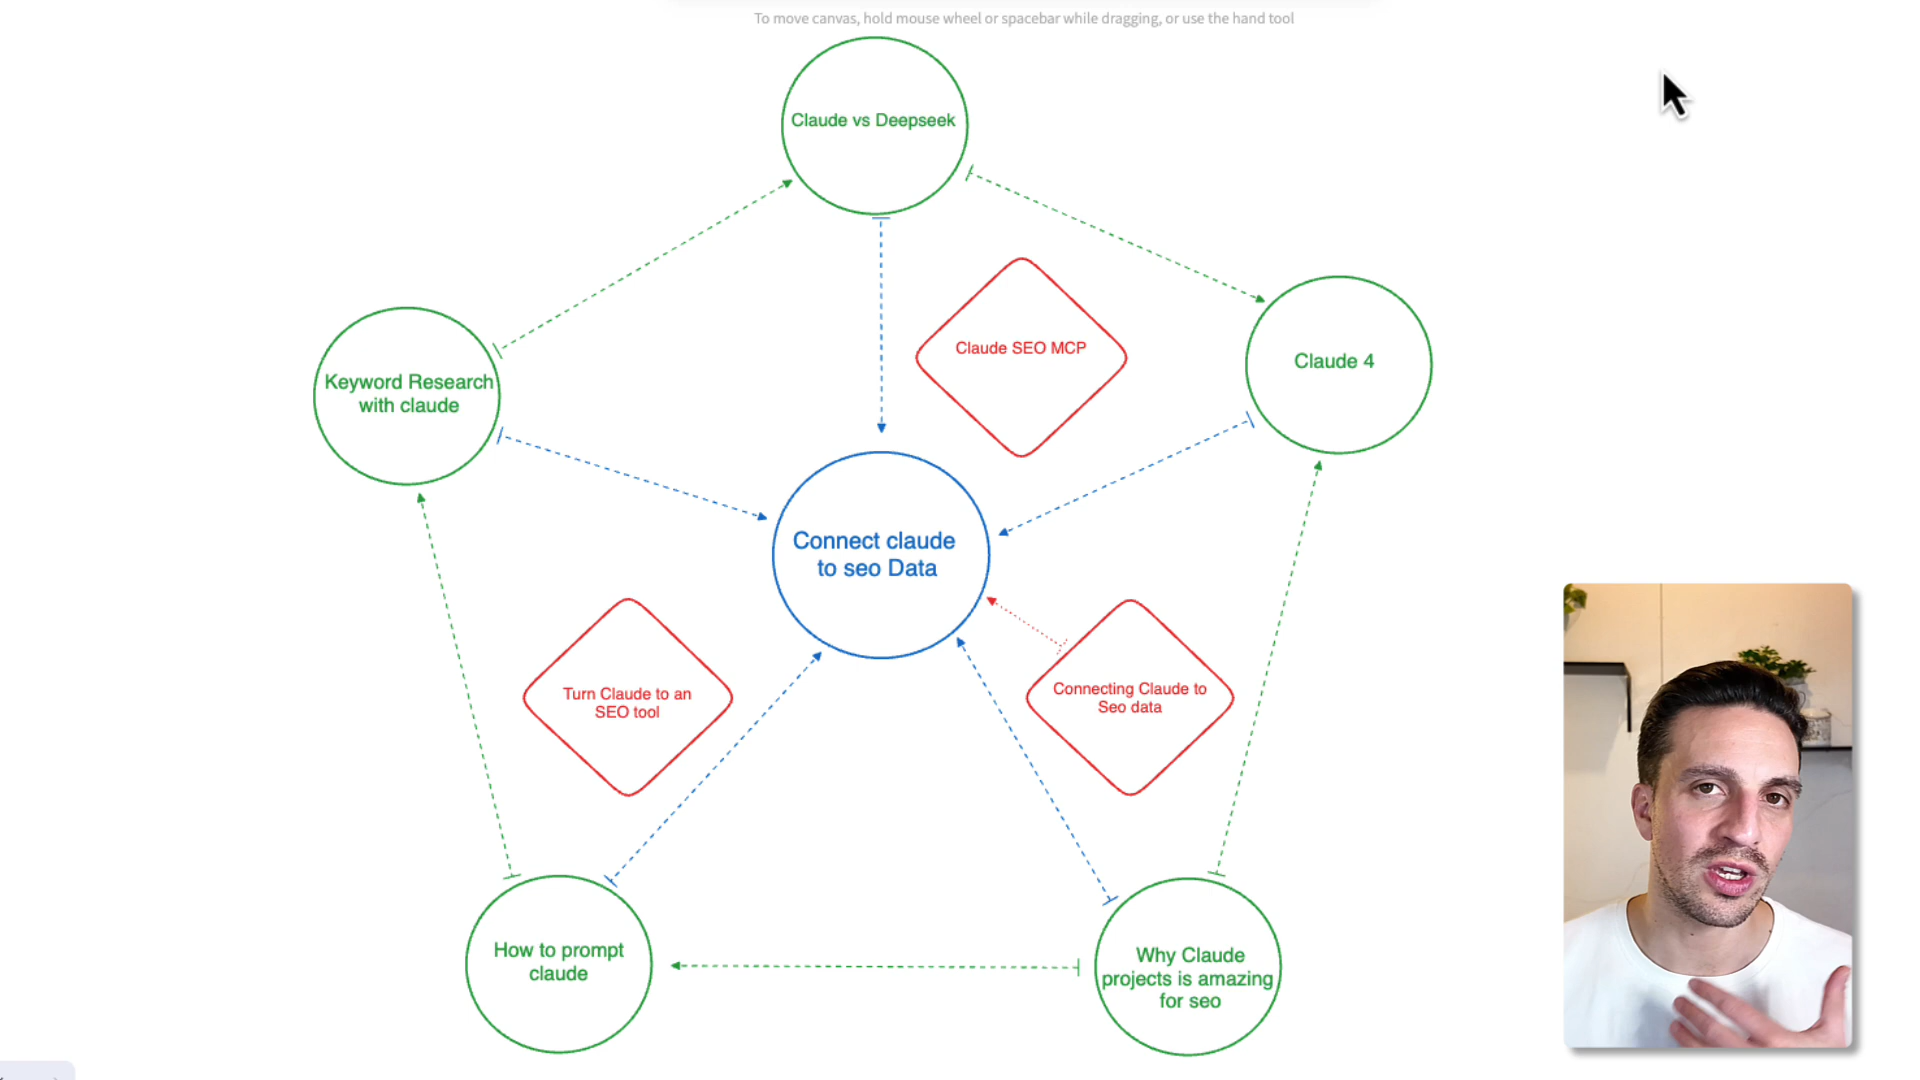 To move canvas, hold mouse wheel or spacebar while dragging, or use the hand tool
Claude vs Deepseek
Claude SEO MCP
Claude 4
Keyword Research
with claude
Connect claude
to seo Data
Turn Claude to an
SEO tool
Connecting Claude to
Seo data
How to prompt
claude
Why Claude
projects is amazing
for seo